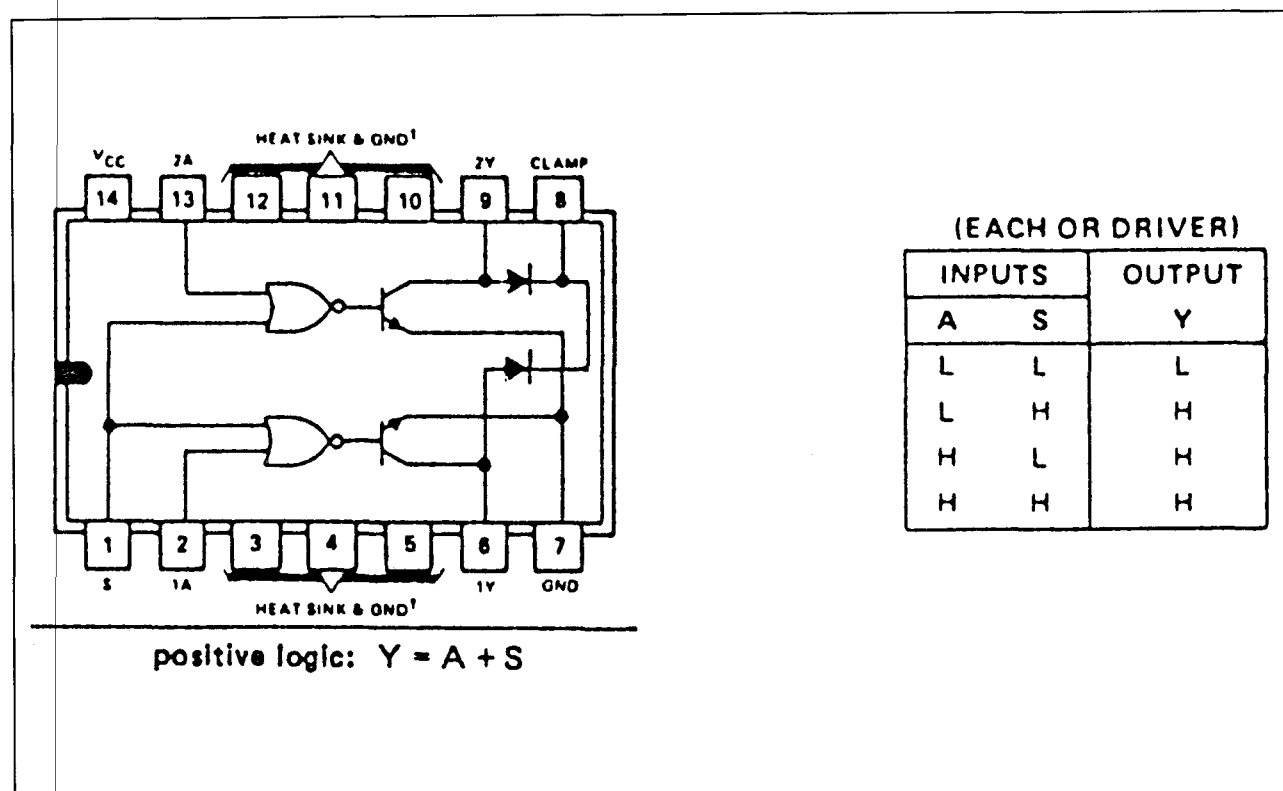 HEAT SINK & GND†
VCC 2A 2Y CLAMP
14 13 12 11 10 9 8
1 2 3 4 5 6 7
S 1A 1Y GND
HEAT SINK & GND†
positive logic: Y = A + S
(EACH OR DRIVER)
INPUTS OUTPUT
A S Y
L L L
L H H
H L H
H H H